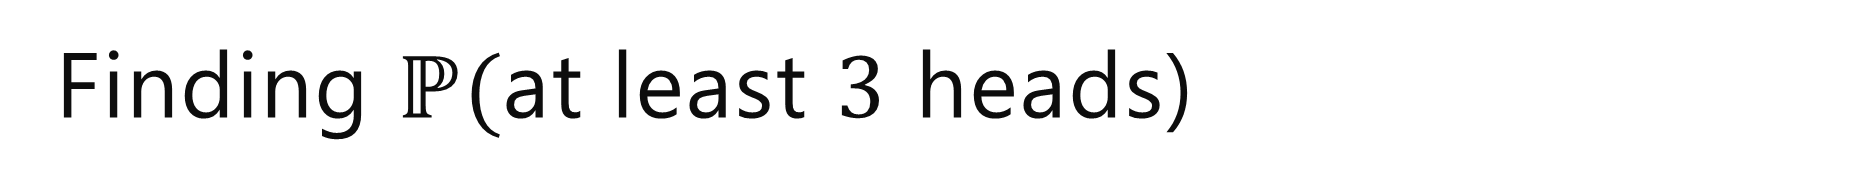 Finding ℙ(at least 3 heads)